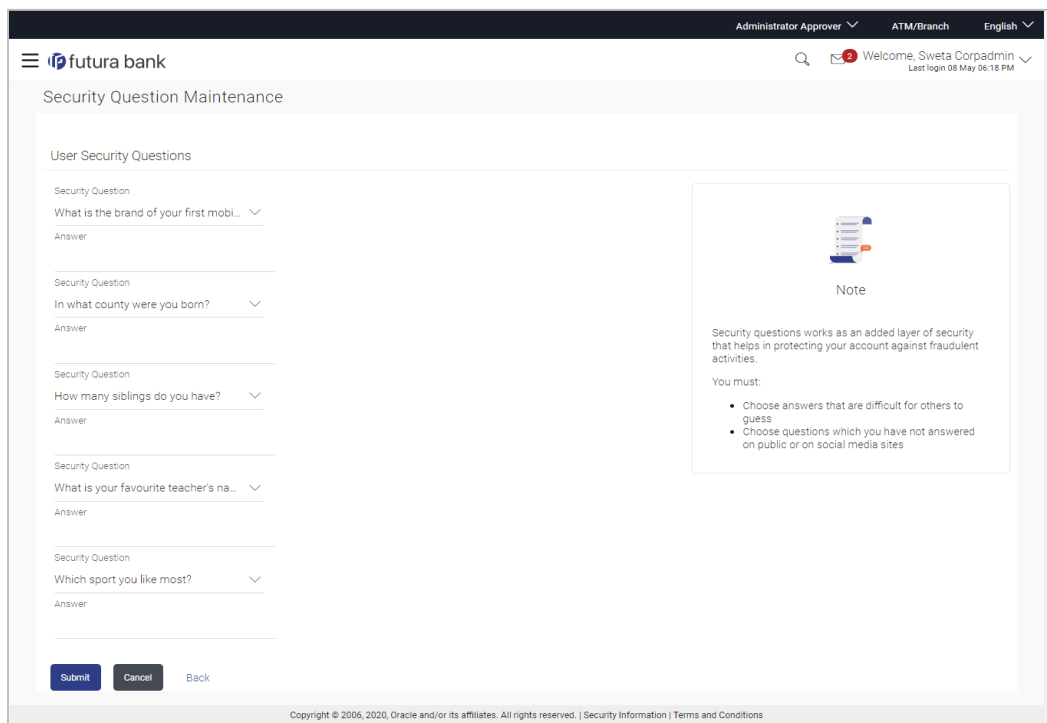 Administrator Approver ATM/Branch English
futura bank 2 Welcome, Sweta Corpadmin
Last login 08 May 06:18 PM
Security Question Maintenance
User Security Questions
Security Question
What is the brand of your first mobi...
Answer
Security Question
In what county were you born?
Answer
Security Question
How many siblings do you have?
Answer
Security Question
What is your favourite teacher's na...
Answer
Security Question
Which sport you like most?
Answer
Submit Cancel Back
Note
Security questions works as an added layer of security
that helps in protecting your account against fraudulent
activities.
You must:
• Choose answers that are difficult for others to
guess
• Choose questions which you have not answered
on public or on social media sites
Copyright © 2006, 2020, Oracle and/or its affiliates. All rights reserved. | Security Information | Terms and Conditions